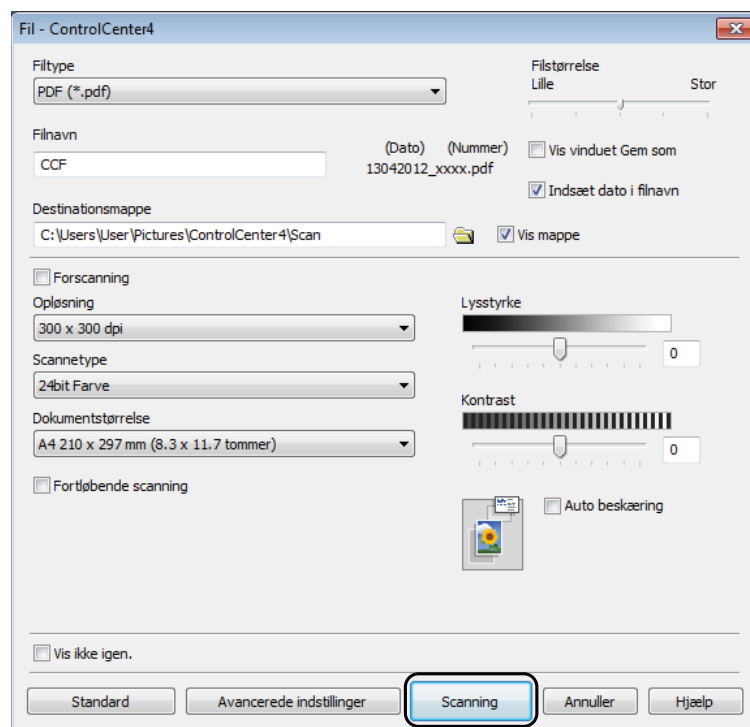 Fil - ControlCenter4
Filtype
PDF (*.pdf)
Filstørrelse
Lille Stor
Filnavn
CCF
(Dato) (Nummer)
13042012_xxxx.pdf
Vis vinduet Gem som
Indsæt dato i filnavn
Destinationsmappe
C:\Users\User\Pictures\ControlCenter4\Scan
Vis mappe
Forscanning
Opløsning
300 x 300 dpi
Scannetype
24bit Farve
Dokumentstørrelse
A4 210 x 297 mm (8.3 x 11.7 tommer)
Fortløbende scanning
Lysstyrke
0
Kontrast
0
Auto beskæring
Vis ikke igen.
Standard Avancerede indstillinger Scanning Annuller Hjælp